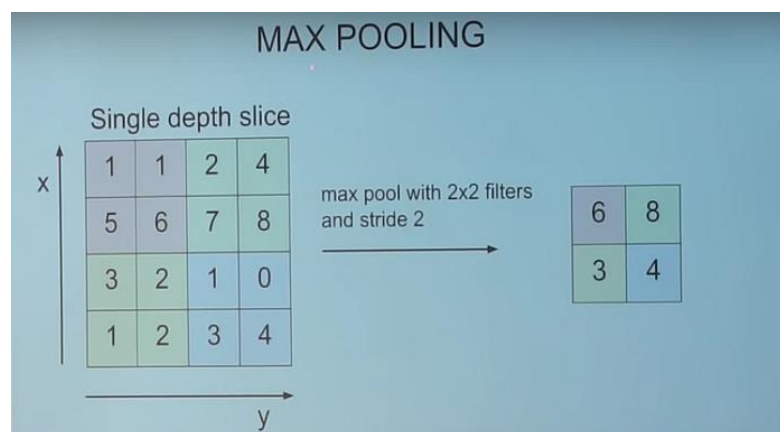 MAX POOLING
Single depth slice
x
1 1 2 4
5 6 7 8
3 2 1 0
1 2 3 4
y
max pool with 2x2 filters
and stride 2
6 8
3 4